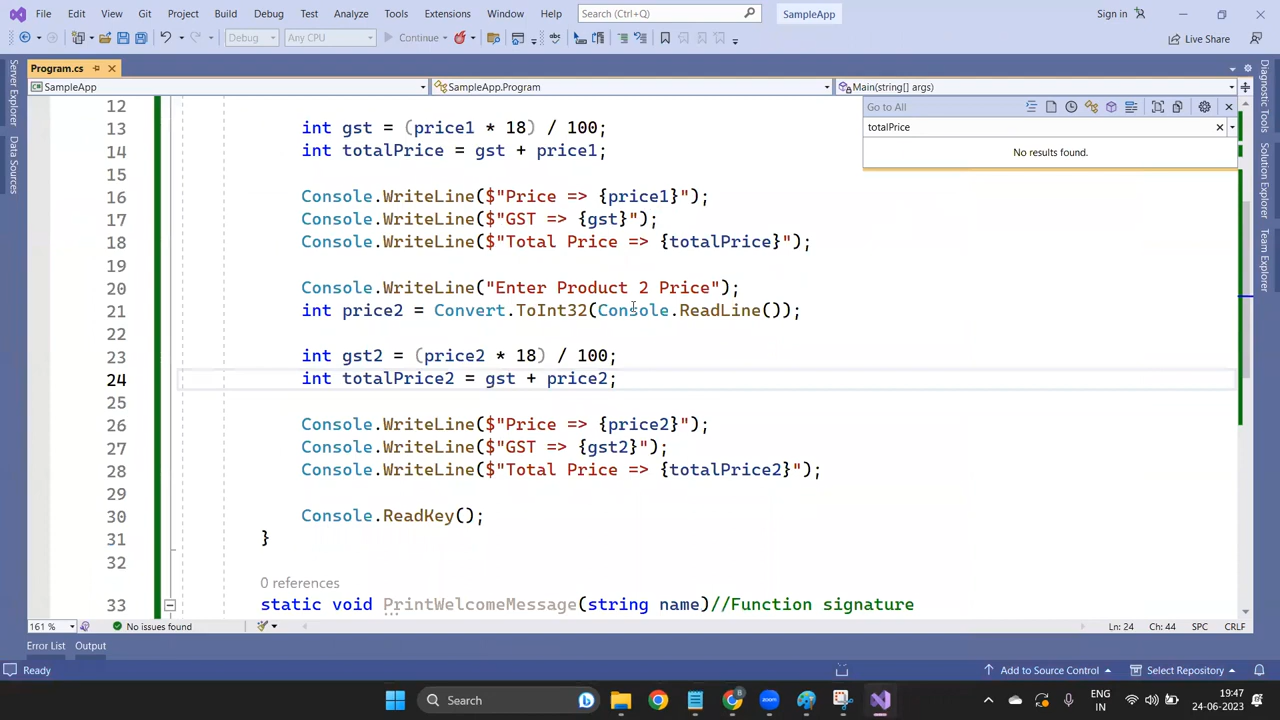 File Edit View Git Project Build Debug Test Analyze Tools Extensions Window Help Search (Ctrl+Q) SampleApp Sign in
Debug Any CPU Continue Live Share
Program.cs
SampleApp SampleApp.Program Main(string[] args)
Server Explorer
Data Sources
Diagnostic Tools
Solution Explorer
Team Explorer
Go to All
totalPrice
No results found.
12
13 int gst = (price1 * 18) / 100;
14 int totalPrice = gst + price1;
15
16 Console.WriteLine($"Price => {price1}");
17 Console.WriteLine($"GST => {gst}");
18 Console.WriteLine($"Total Price => {totalPrice}");
19
20 Console.WriteLine("Enter Product 2 Price");
21 int price2 = Convert.ToInt32(Console.ReadLine());
22
23 int gst2 = (price2 * 18) / 100;
24 int totalPrice2 = gst + price2;
25
26 Console.WriteLine($"Price => {price2}");
27 Console.WriteLine($"GST => {gst2}");
28 Console.WriteLine($"Total Price => {totalPrice2}");
29
30 Console.ReadKey();
31 }
32
0 references
33 static void PrintWelcomeMessage(string name)//Function signature
161 % No issues found Ln: 24 Ch: 44 SPC CRLF
Error List Output
Ready Add to Source Control Select Repository
Search ENG 19:47
IN 24-06-2023